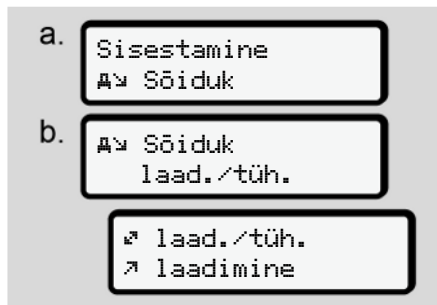 a.
Sisestamine
Sõiduk
b.
Sõiduk
laad./tüh.
laad./tüh.
laadimine